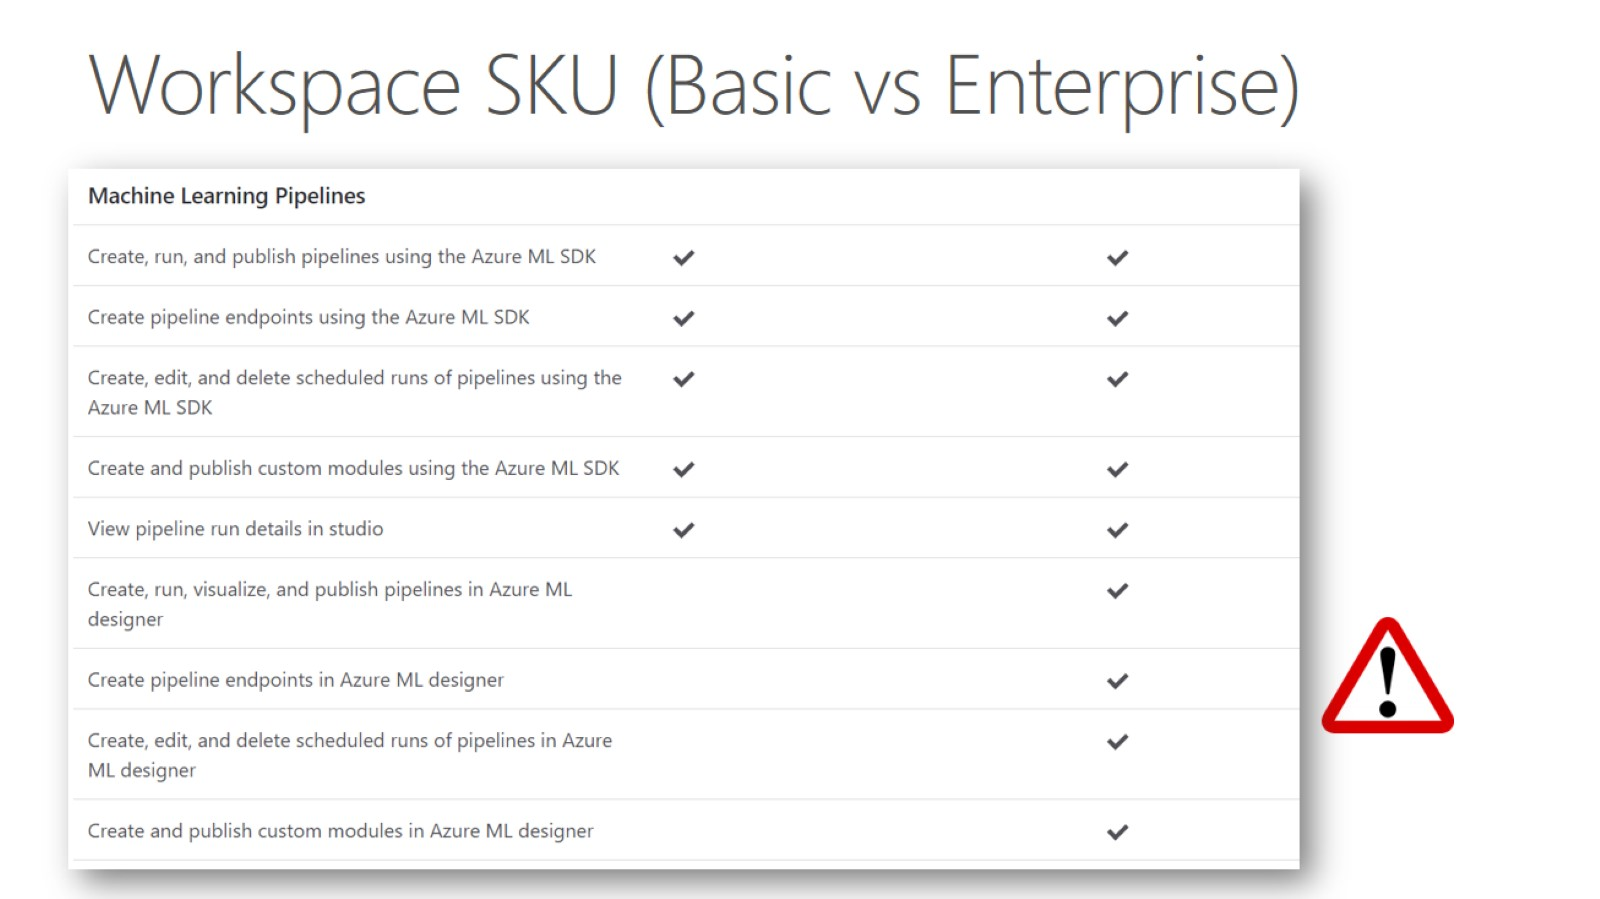 Workspace SKU (Basic vs Enterprise)
Machine Learning Pipelines
Create, run, and publish pipelines using the Azure ML SDK
Create pipeline endpoints using the Azure ML SDK
Create, edit, and delete scheduled runs of pipelines using the
Azure ML SDK
Create and publish custom modules using the Azure ML SDK
View pipeline run details in studio
Create, run, visualize, and publish pipelines in Azure ML
designer
Create pipeline endpoints in Azure ML designer
Create, edit, and delete scheduled runs of pipelines in Azure
ML designer
Create and publish custom modules in Azure ML designer